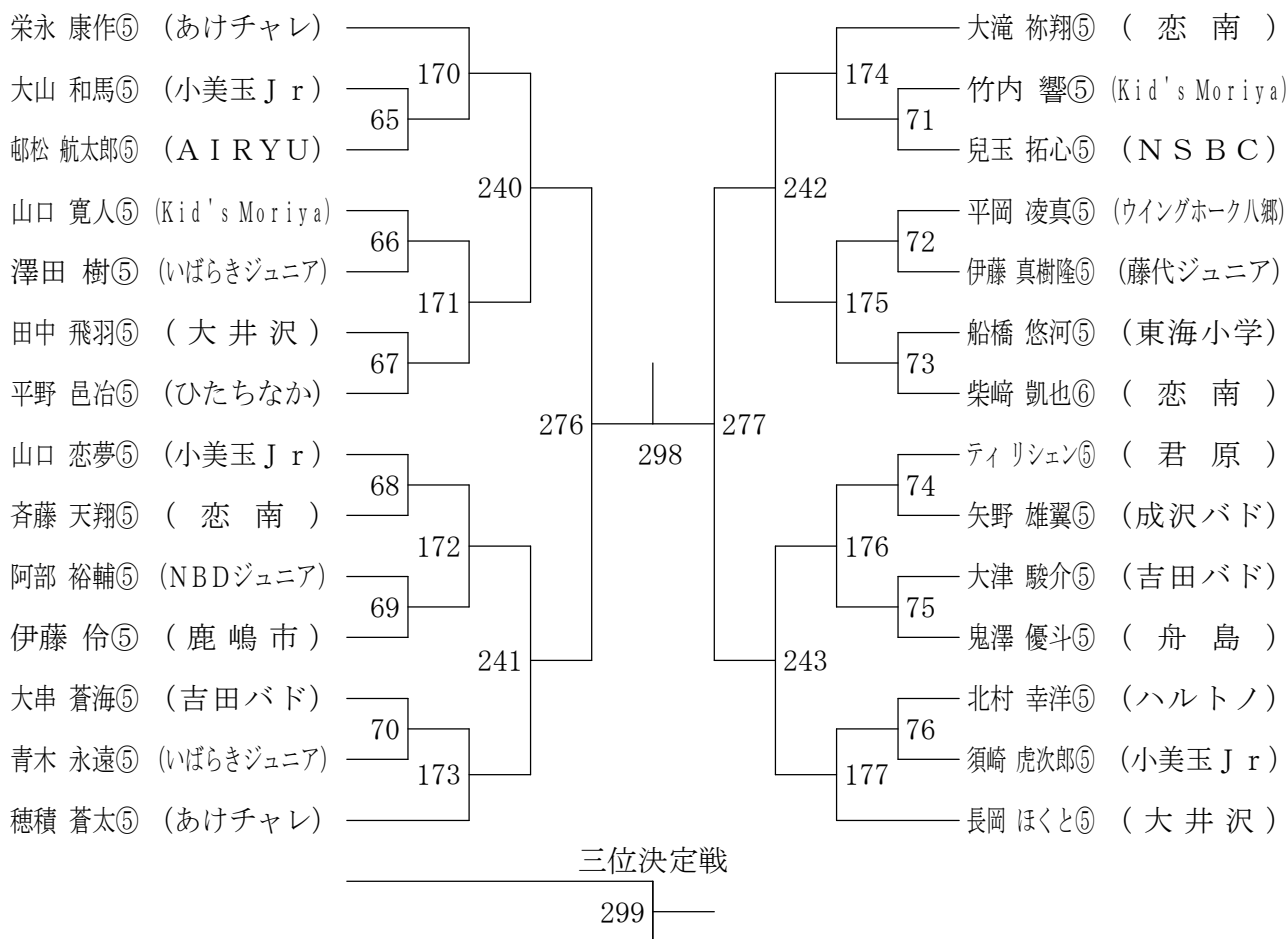 栄永 康作⑤ (あけチャレ)
170
大山 和馬⑤ (小美玉Ｊｒ)
65
邨松 航太郎⑤ (ＡＩＲＹＵ)
240
山口 寛人⑤ (Kid's Moriya)
66
澤田 樹⑤ (いばらきジュニア)
171
田中 飛羽⑤ (大井沢)
67
平野 邑冶⑤ (ひたちなか)
276
山口 恋夢⑤ (小美玉Ｊｒ)
68
斉藤 天翔⑤ (恋南)
172
阿部 裕輔⑤ (NBDジュニア)
69
伊藤 伶⑤ (鹿嶋市)
241
大串 蒼海⑤ (吉田バド)
70
青木 永遠⑤ (いばらきジュニア)
173
穂積 蒼太⑤ (あけチャレ)
298
大滝 祢翔⑤ (恋南)
174
竹内 響⑤ (Kid's Moriya)
71
兒玉 拓心⑤ (ＮＳＢＣ)
242
平岡 凌真⑤ (ウイングホーク八郷)
72
伊藤 真樹隆⑤ (藤代ジュニア)
175
船橋 悠河⑤ (東海小学)
73
柴﨑 凱也⑥ (恋南)
277
ティ リシェン⑤ (君原)
74
矢野 雄翼⑤ (成沢バド)
176
大津 駿介⑤ (吉田バド)
75
鬼澤 優斗⑤ (舟島)
243
北村 幸洋⑤ (ハルトノ)
76
須崎 虎次郎⑤ (小美玉Ｊｒ)
177
長岡 ほくと⑤ (大井沢)
三位決定戦
299